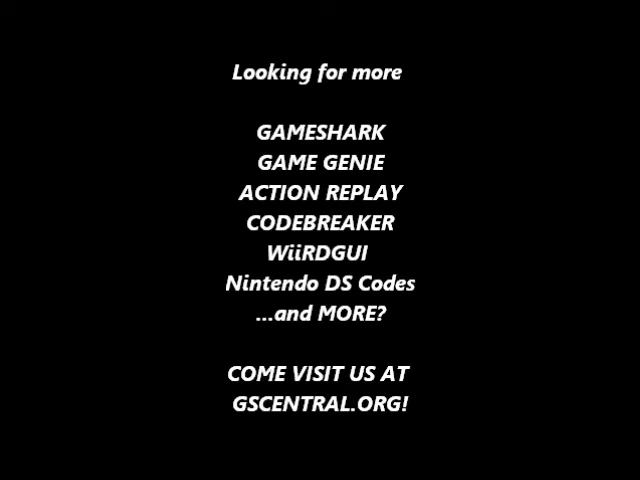 Looking for more
GAMESHARK
GAME GENIE
ACTION REPLAY
CODEBREAKER
WiiRDGUI
Nintendo DS Codes
...and MORE?
COME VISIT US AT
GSCENTRAL.ORG!